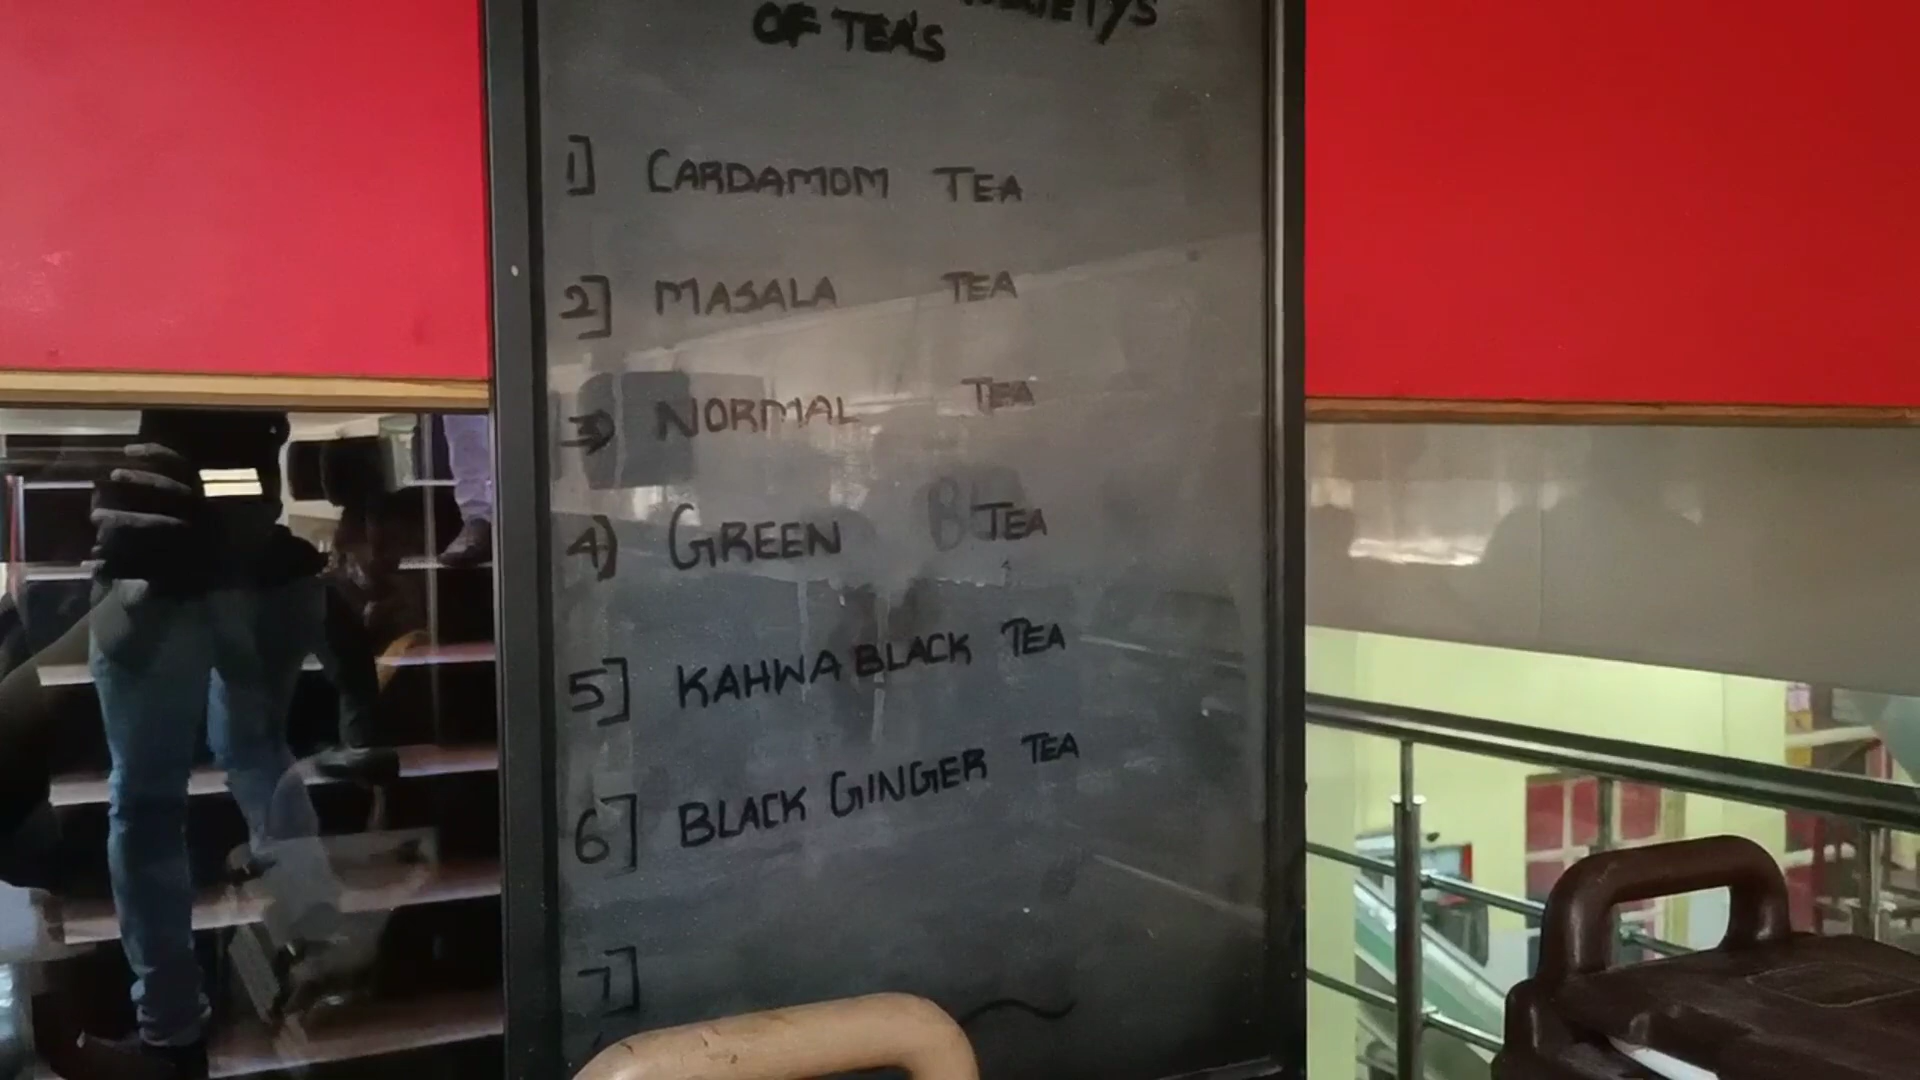 OF TEA'S
1] CARDAMOM TEA
2] MASALA TEA
3) NORMAL TEA
4) GREEN TEA
5] KAHWA BLACK TEA
6] BLACK GINGER TEA
7]